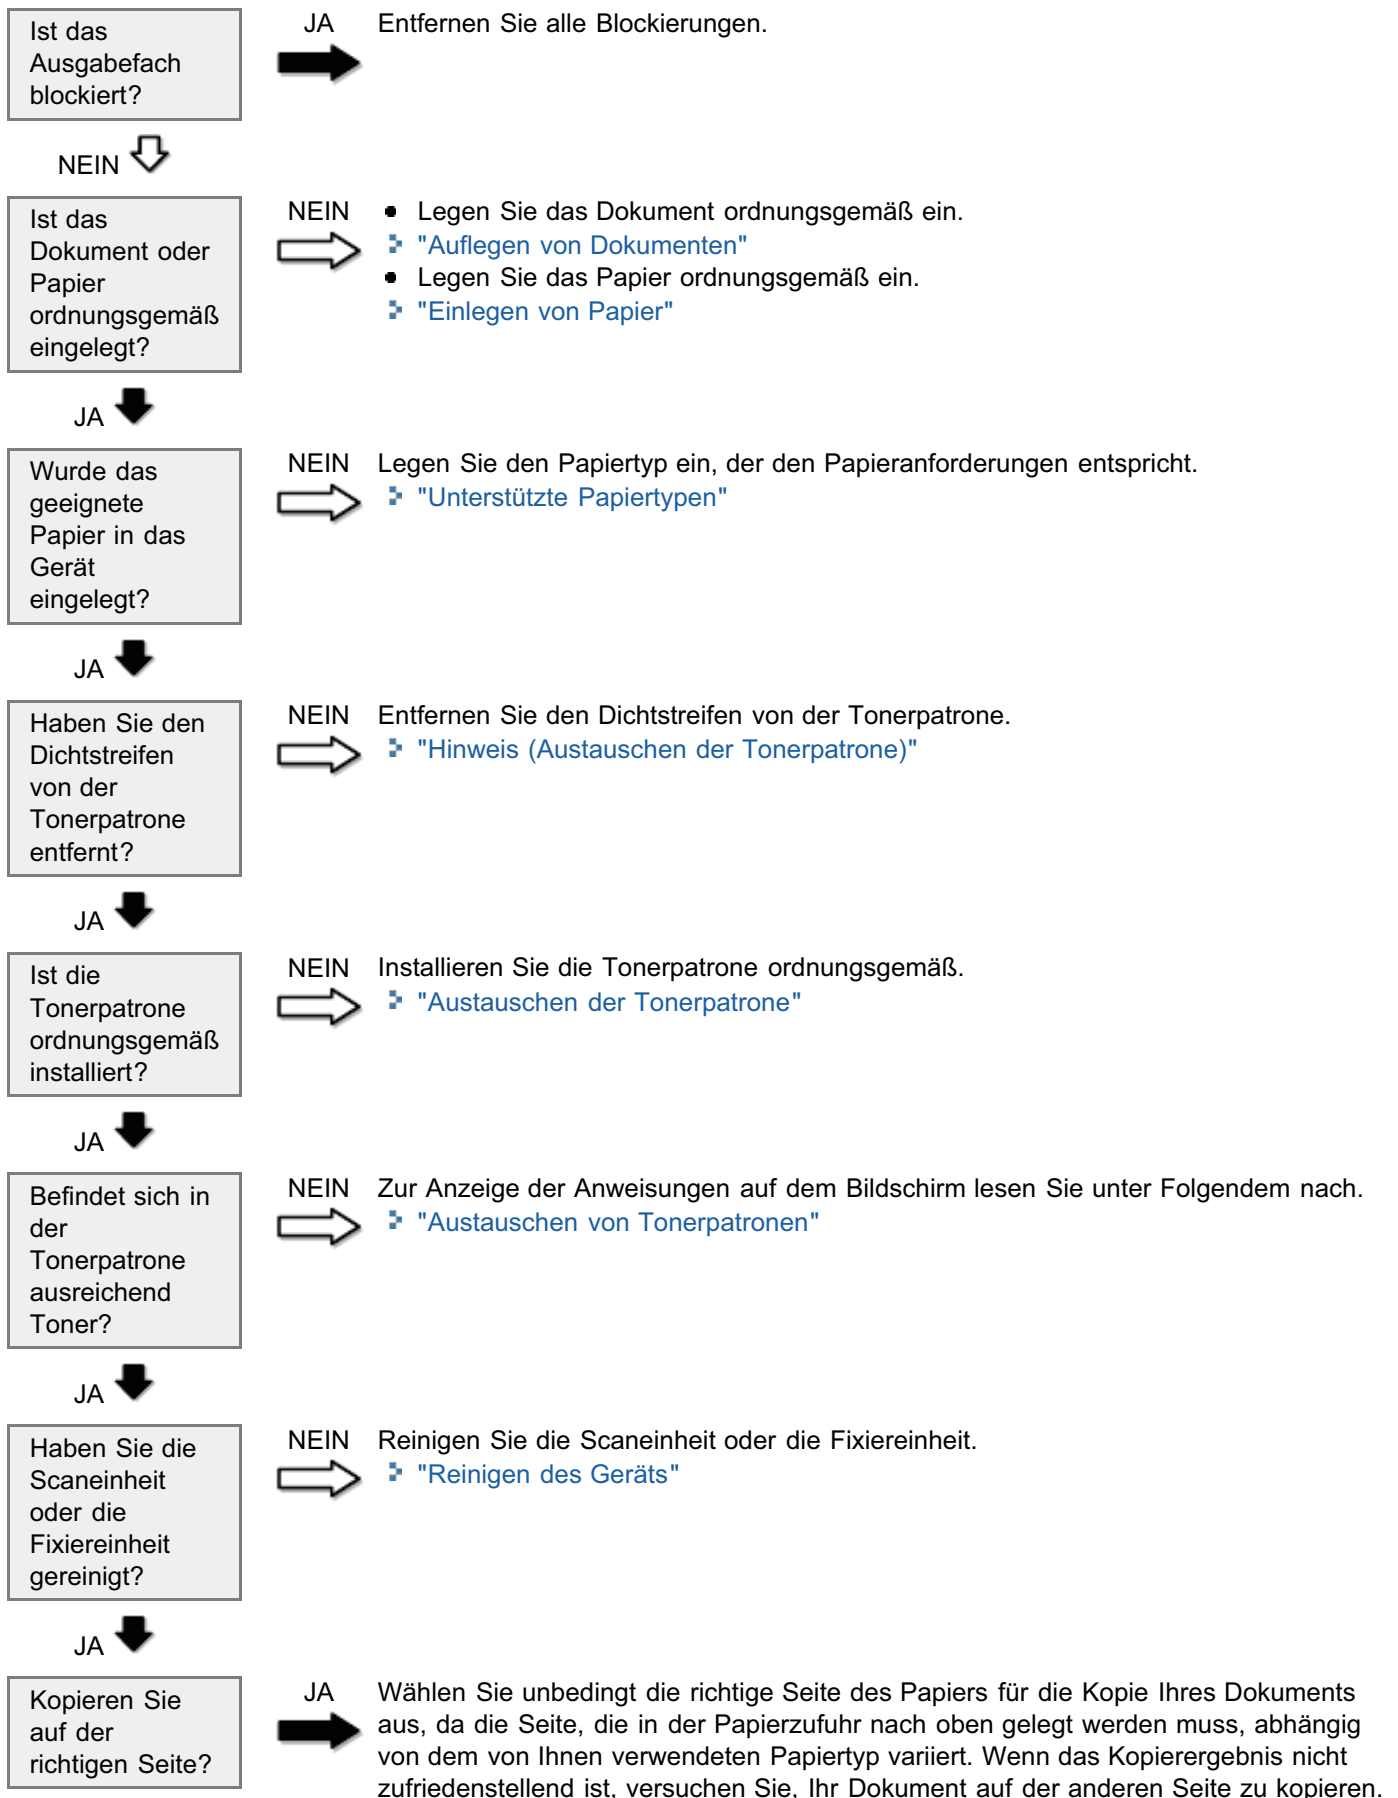 Ist das
Ausgabefach
blockiert?
JA
Entfernen Sie alle Blockierungen.
NEIN
Ist das
Dokument oder
Papier
ordnungsgemäß
eingelegt?
NEIN
Legen Sie das Dokument ordnungsgemäß ein.
"Auflegen von Dokumenten"
Legen Sie das Papier ordnungsgemäß ein.
"Einlegen von Papier"
JA
Wurde das
geeignete
Papier in das
Gerät
eingelegt?
NEIN
Legen Sie den Papiertyp ein, der den Papieranforderungen entspricht.
"Unterstützte Papiertypen"
JA
Haben Sie den
Dichtstreifen
von der
Tonerpatrone
entfernt?
NEIN
Entfernen Sie den Dichtstreifen von der Tonerpatrone.
"Hinweis (Austauschen der Tonerpatrone)"
JA
Ist die
Tonerpatrone
ordnungsgemäß
installiert?
NEIN
Installieren Sie die Tonerpatrone ordnungsgemäß.
"Austauschen der Tonerpatrone"
JA
Befindet sich in
der
Tonerpatrone
ausreichend
Toner?
NEIN
Zur Anzeige der Anweisungen auf dem Bildschirm lesen Sie unter Folgendem nach.
"Austauschen von Tonerpatronen"
JA
Haben Sie die
Scaneinheit
oder die
Fixiereinheit
gereinigt?
NEIN
Reinigen Sie die Scaneinheit oder die Fixiereinheit.
"Reinigen des Geräts"
JA
Kopieren Sie
auf der
richtigen Seite?
JA
Wählen Sie unbedingt die richtige Seite des Papiers für die Kopie Ihres Dokuments
aus, da die Seite, die in der Papierzufuhr nach oben gelegt werden muss, abhängig
von dem von Ihnen verwendeten Papiertyp variiert. Wenn das Kopierergebnis nicht
zufriedenstellend ist, versuchen Sie, Ihr Dokument auf der anderen Seite zu kopieren.